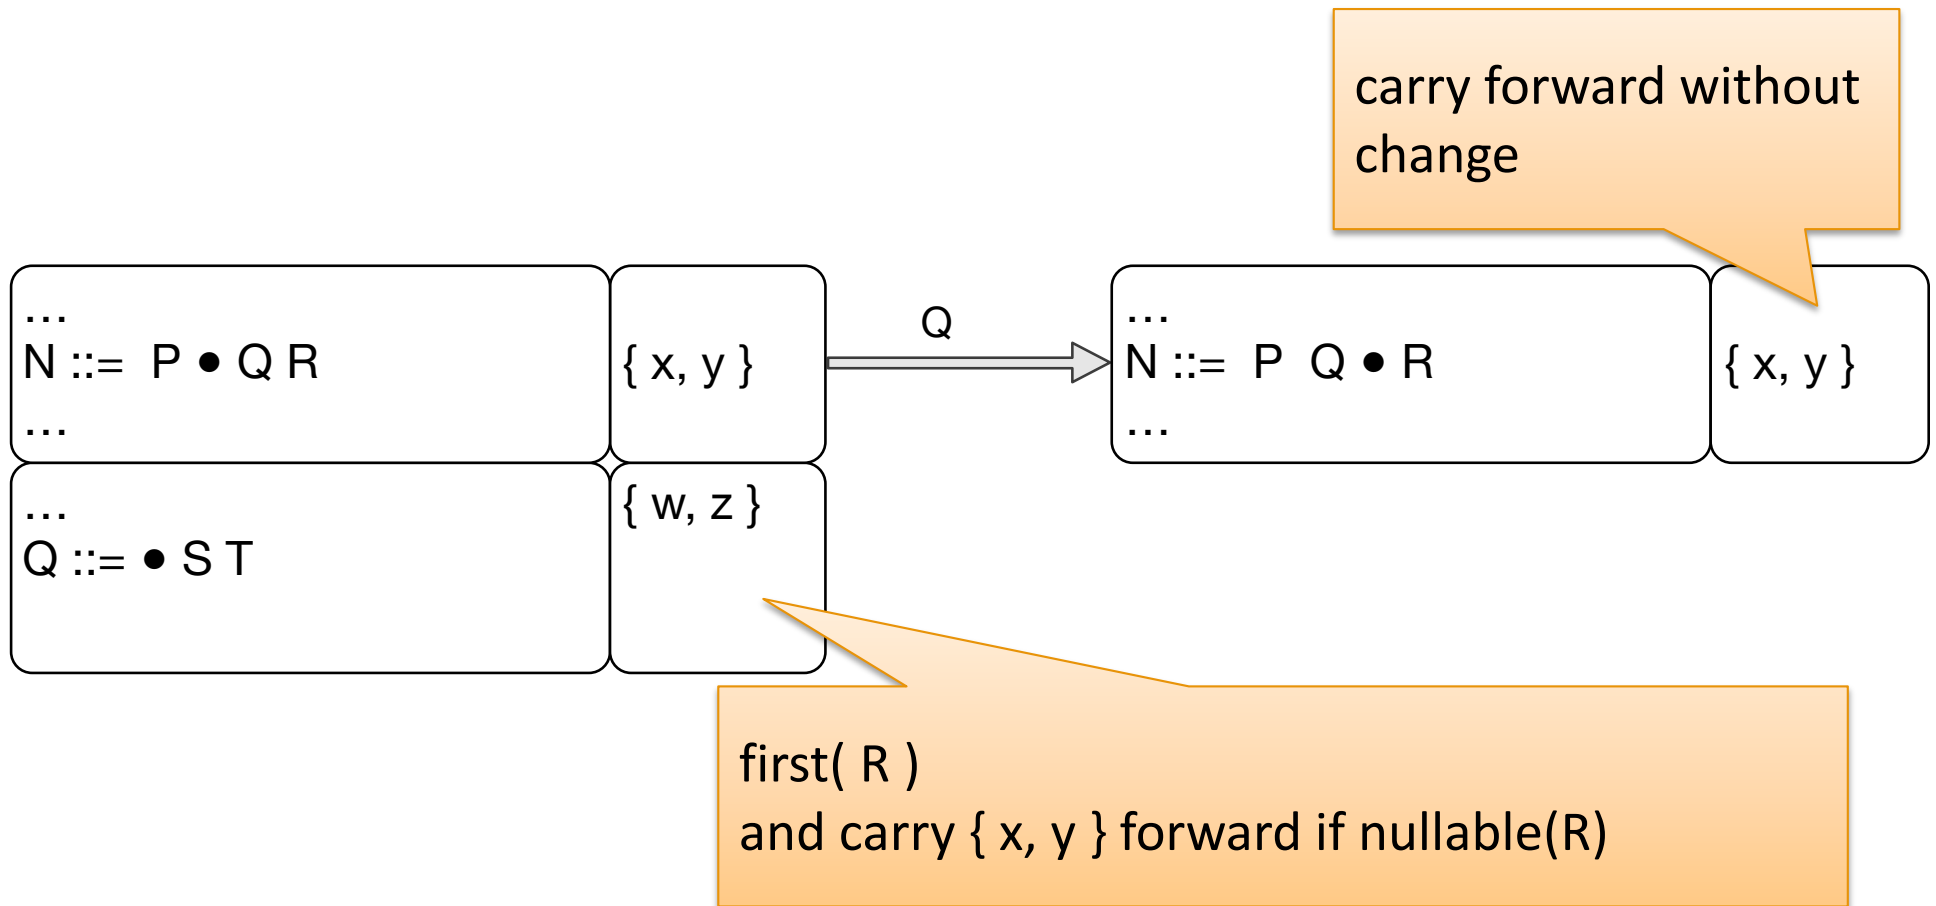 carry forward without
change
…
N ::= P ● Q R
…
{ x, y }
Q
…
N ::= P Q ● R
…
{ x, y }
…
Q ::= ● S T
{ w, z }
first( R )
and carry { x, y } forward if nullable(R)